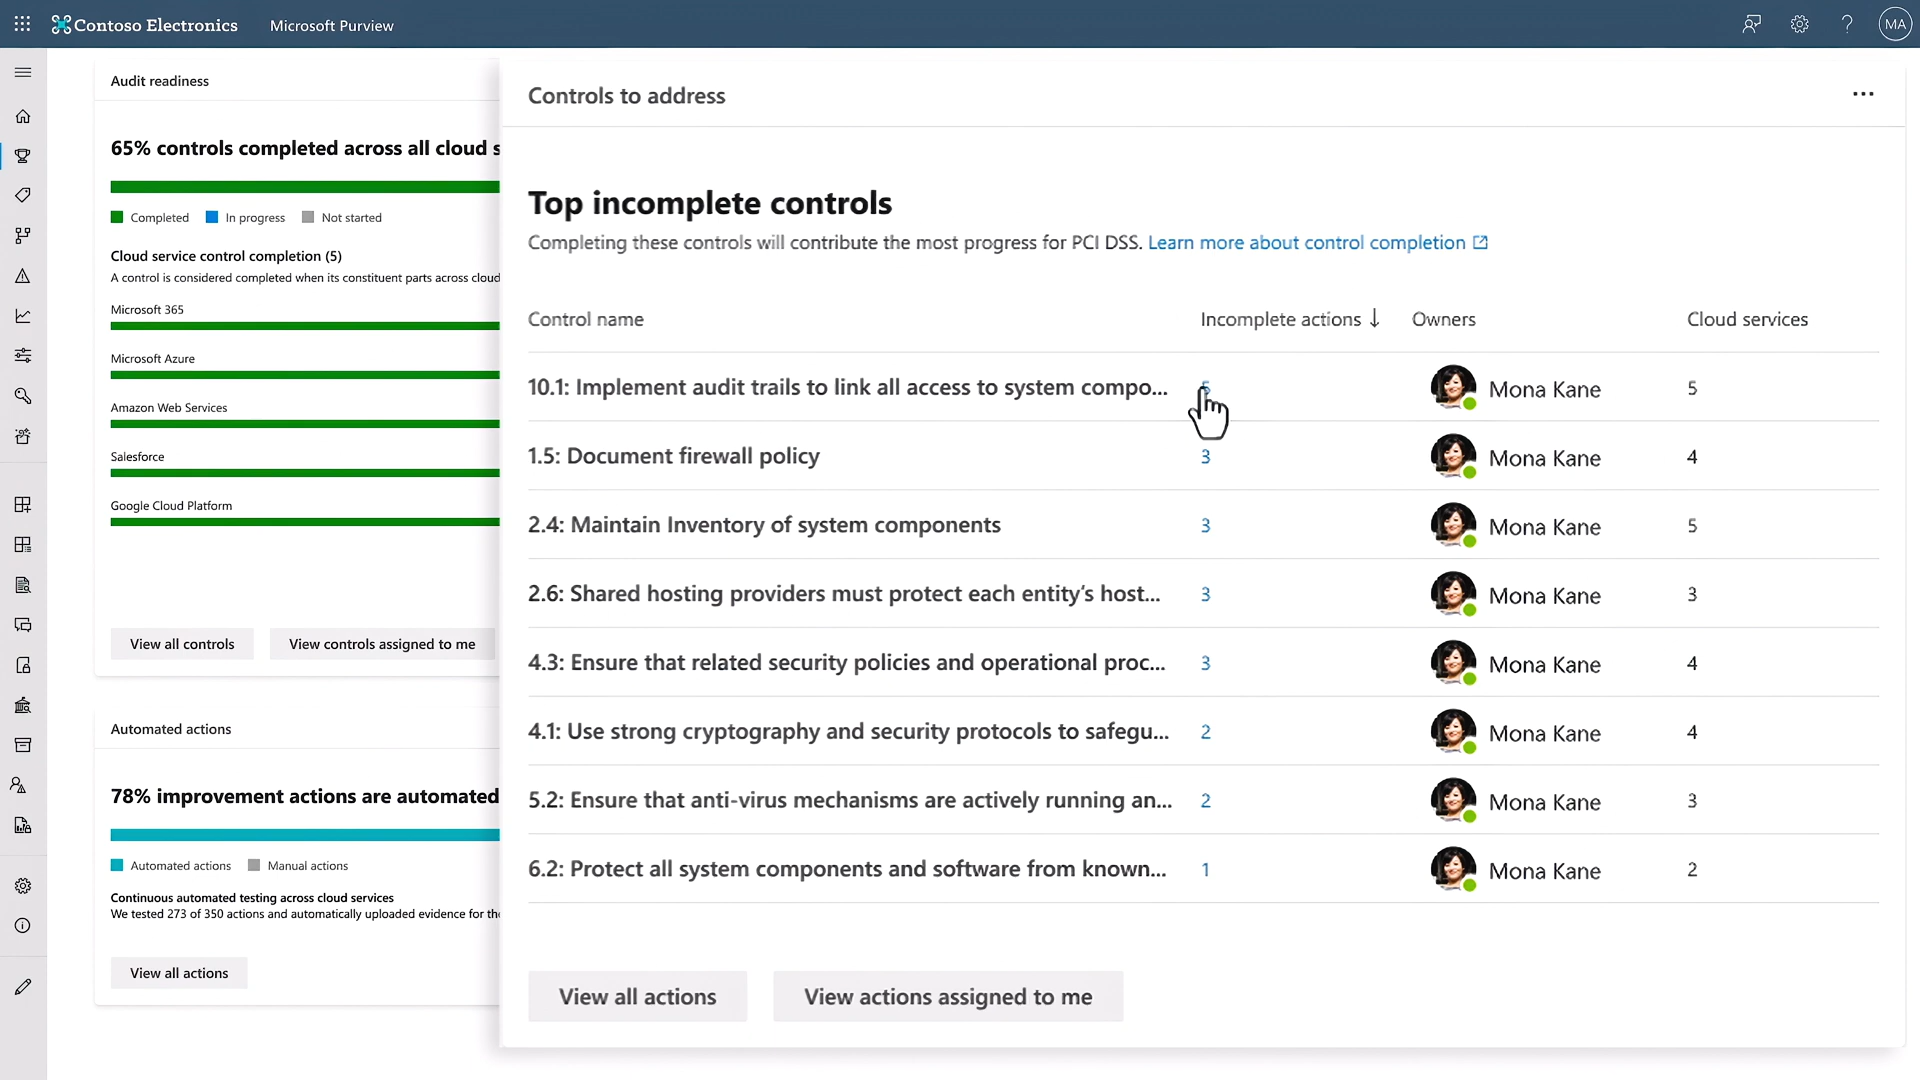 Contoso Electronics
Microsoft Purview
MA
Audit readiness
65% controls completed across all cloud s
Completed
In progress
Not started
Cloud service control completion (5)
A control is considered completed when its constituent parts across cloud
Microsoft 365
Microsoft Azure
Amazon Web Services
Salesforce
Google Cloud Platform
View all controls
View controls assigned to me
Automated actions
78% improvement actions are automated
Automated actions
Manual actions
Continuous automated testing across cloud services
We tested 273 of 350 actions and automatically uploaded evidence for the
View all actions
Controls to address
Top incomplete controls
Completing these controls will contribute the most progress for PCI DSS. Learn more about control completion
Control name Incomplete actions ↓ Owners Cloud services
10.1: Implement audit trails to link all access to system compo... 5 Mona Kane 5
1.5: Document firewall policy 3 Mona Kane 4
2.4: Maintain Inventory of system components 3 Mona Kane 5
2.6: Shared hosting providers must protect each entity's host... 3 Mona Kane 3
4.3: Ensure that related security policies and operational proc... 3 Mona Kane 4
4.1: Use strong cryptography and security protocols to safegu... 2 Mona Kane 4
5.2: Ensure that anti-virus mechanisms are actively running an... 2 Mona Kane 3
6.2: Protect all system components and software from known... 1 Mona Kane 2
View all actions
View actions assigned to me